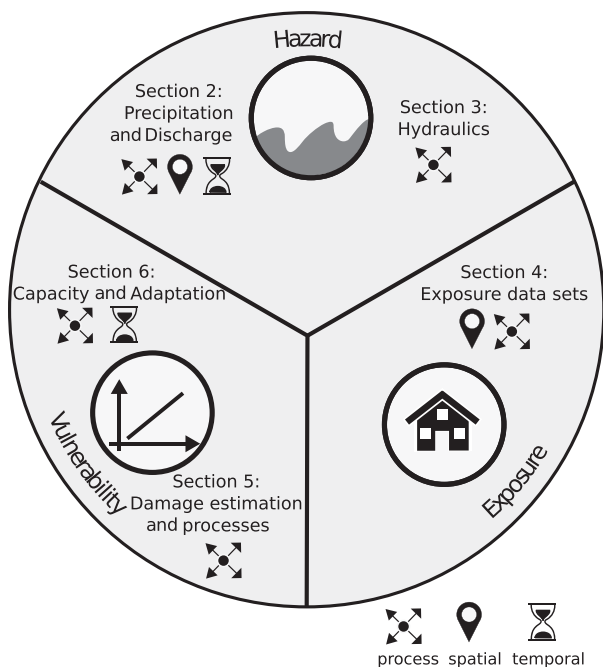 Hazard
Section 2:
Precipitation
and Discharge
Section 3:
Hydraulics
Section 6:
Capacity and Adaptation
Section 4:
Exposure data sets
Vulnerability
Section 5:
Damage estimation
and processes
Exposure
process spatial temporal